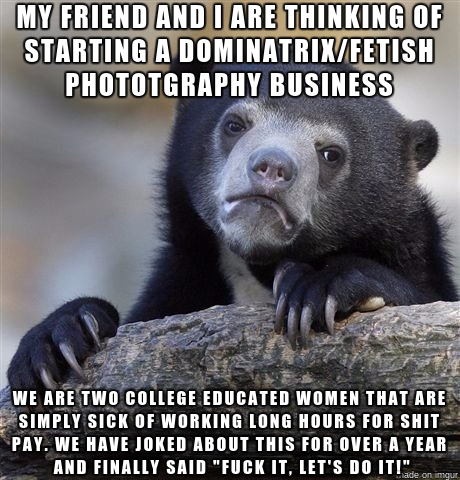 MY FRIEND AND I ARE THINKING OF
STARTING A DOMINATRIX/FETISH
PHOTOTGRAPHY BUSINESS
WE ARE TWO COLLEGE EDUCATED WOMEN THAT ARE
SIMPLY SICK OF WORKING LONG HOURS FOR SHIT
PAY. WE HAVE JOKED ABOUT THIS FOR OVER A YEAR
AND FINALLY SAID "FUCK IT, LET'S DO IT!"
made on imgur